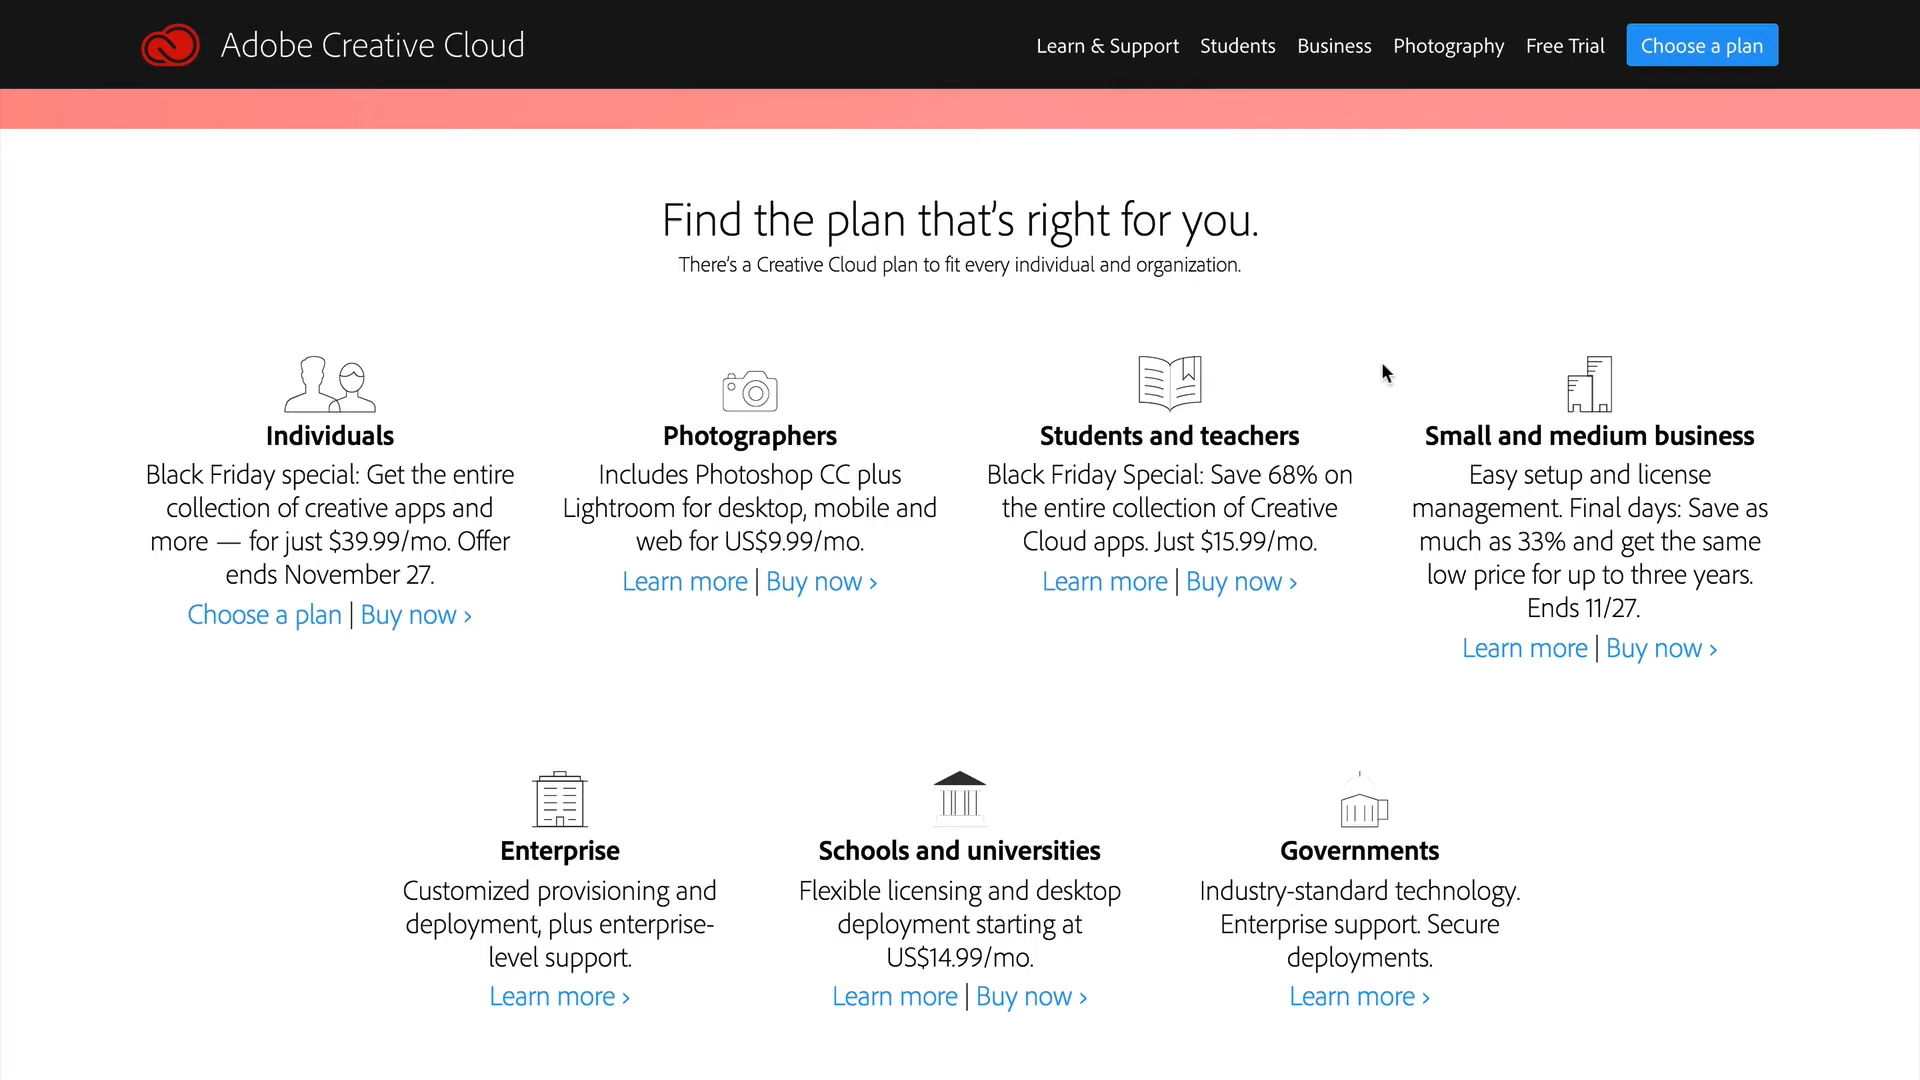 Adobe Creative Cloud
Learn & Support Students Business Photography Free Trial Choose a plan
Find the plan that's right for you.
There's a Creative Cloud plan to fit every individual and organization.
Individuals
Black Friday special: Get the entire
collection of creative apps and
more — for just $39.99/mo. Offer
ends November 27.
Choose a plan | Buy now ›
Photographers
Includes Photoshop CC plus
Lightroom for desktop, mobile and
web for US$9.99/mo.
Learn more | Buy now ›
Students and teachers
Black Friday Special: Save 68% on
the entire collection of Creative
Cloud apps. Just $15.99/mo.
Learn more | Buy now ›
Small and medium business
Easy setup and license
management. Final days: Save as
much as 33% and get the same
low price for up to three years.
Ends 11/27.
Learn more | Buy now ›
Enterprise
Customized provisioning and
deployment, plus enterprise-
level support.
Learn more ›
Schools and universities
Flexible licensing and desktop
deployment starting at
US$14.99/mo.
Learn more | Buy now ›
Governments
Industry-standard technology.
Enterprise support. Secure
deployments.
Learn more ›